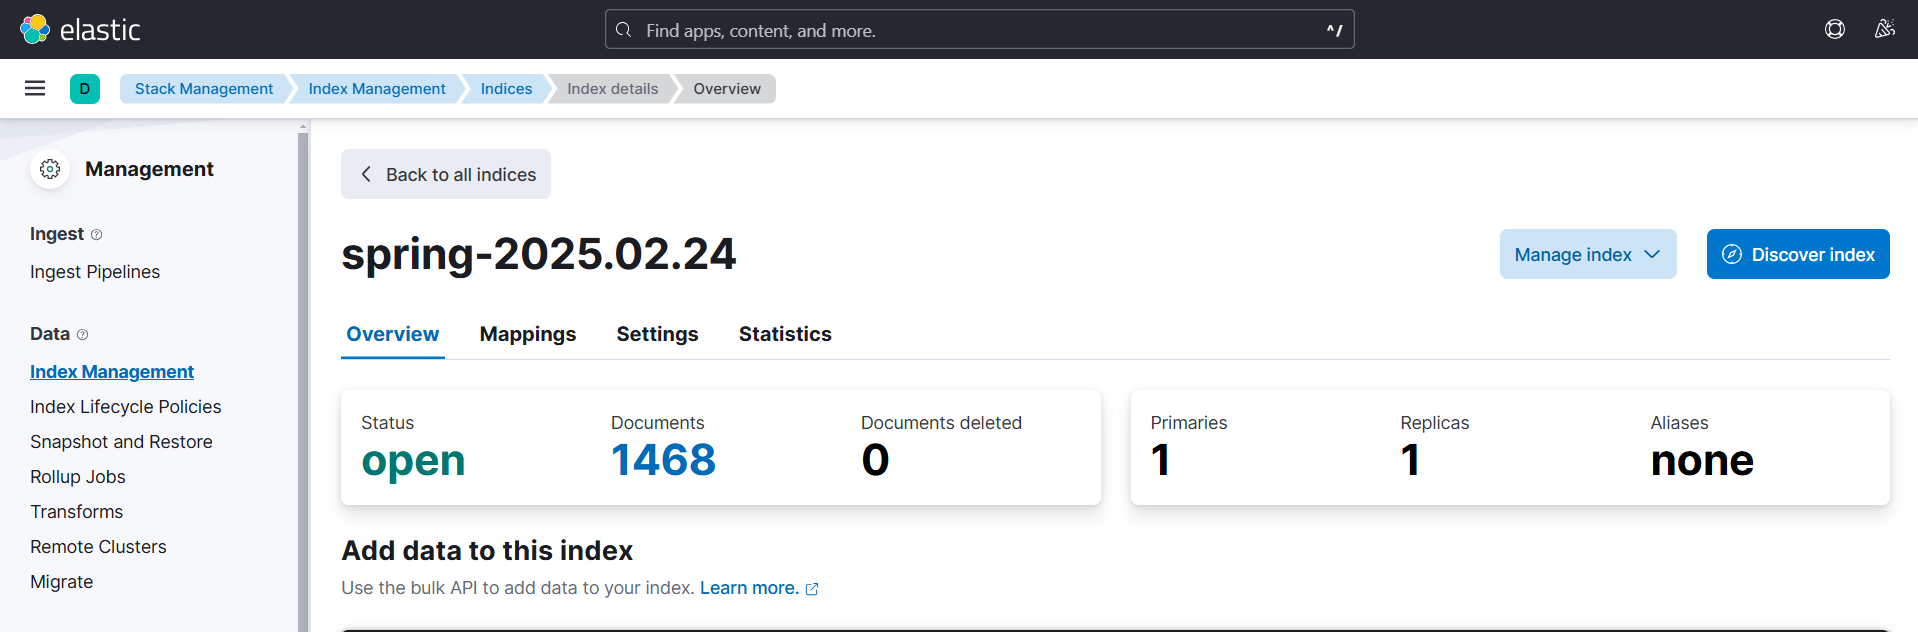 elastic
Find apps, content, and more.
^/
D
Stack Management
Index Management
Indices
Index details
Overview
Management
Ingest
Ingest Pipelines
Data
Index Management
Index Lifecycle Policies
Snapshot and Restore
Rollup Jobs
Transforms
Remote Clusters
Migrate
Back to all indices
spring-2025.02.24
Manage index
Discover index
Overview
Mappings
Settings
Statistics
Status
open
Documents
1468
Documents deleted
0
Primaries
1
Replicas
1
Aliases
none
Add data to this index
Use the bulk API to add data to your index. Learn more.